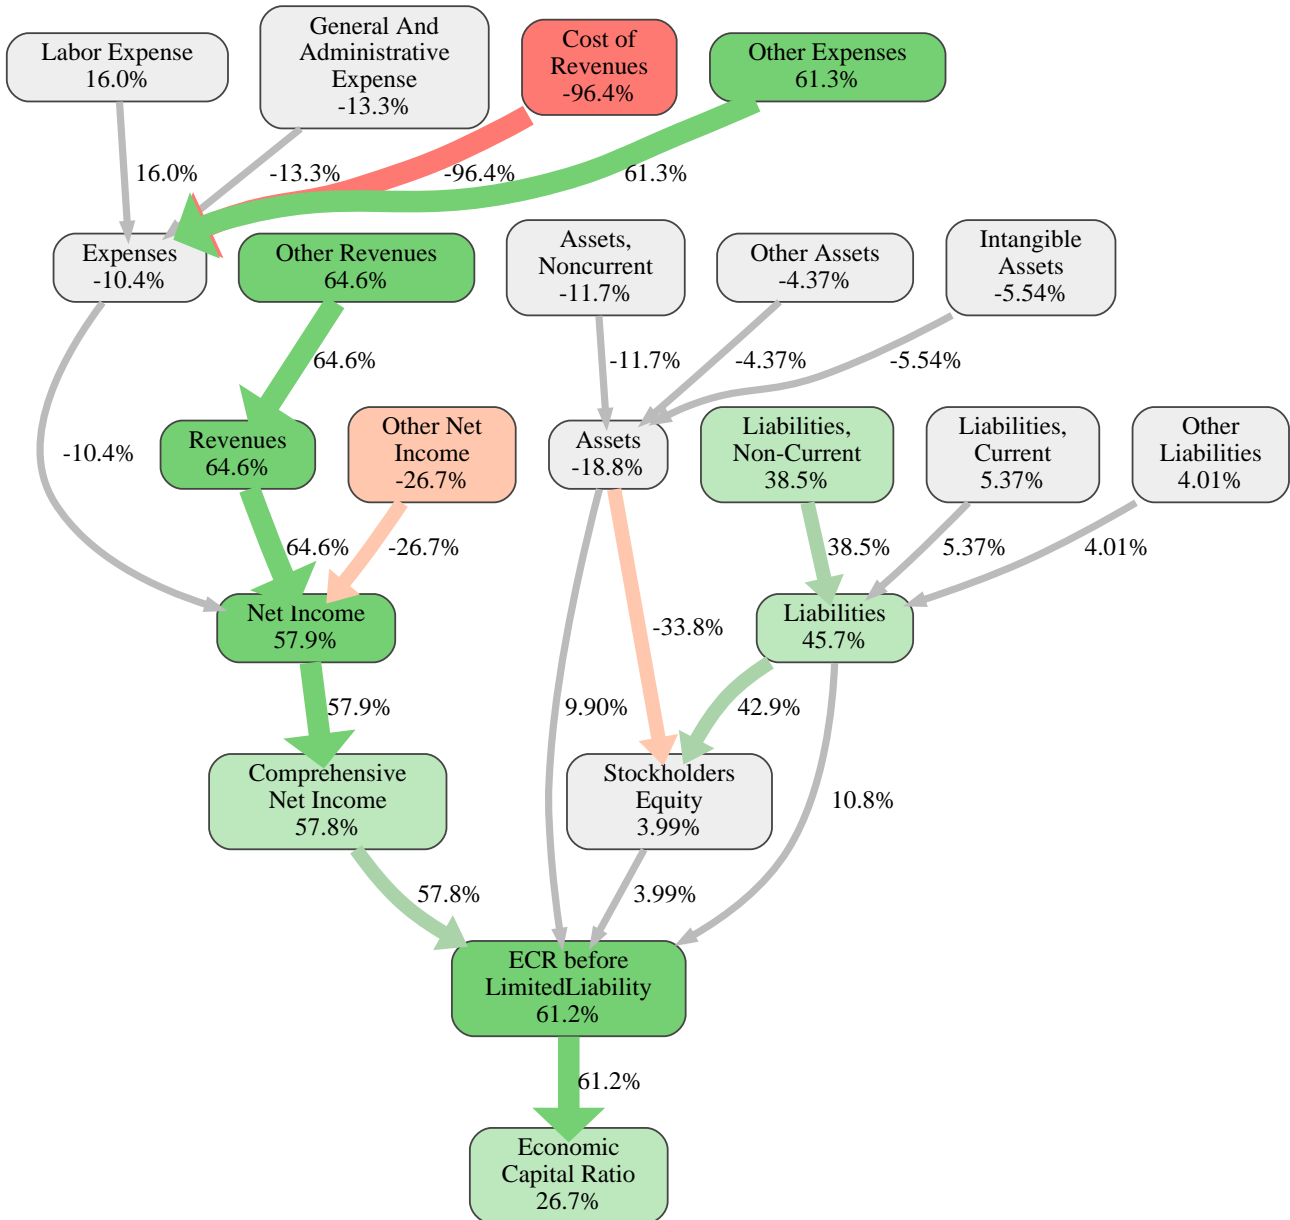 Labor Expense
16.0%
General And
Administrative
Expense
-13.3%
Cost of
Revenues
-96.4%
Other Expenses
61.3%
16.0%
-13.3%
-96.4%
61.3%
Expenses
-10.4%
Other Revenues
64.6%
Assets,
Noncurrent
-11.7%
Other Assets
-4.37%
Intangible
Assets
-5.54%
64.6%
-11.7%
-4.37%
-5.54%
-10.4%
Revenues
64.6%
Other Net
Income
-26.7%
Assets
-18.8%
Liabilities,
Non-Current
38.5%
Liabilities,
Current
5.37%
Other
Liabilities
4.01%
64.6%
-26.7%
38.5%
5.37%
4.01%
Net Income
57.9%
-33.8%
Liabilities
45.7%
57.9%
9.90%
42.9%
Comprehensive
Net Income
57.8%
Stockholders
Equity
3.99%
10.8%
57.8%
3.99%
ECR before
LimitedLiability
61.2%
61.2%
Economic
Capital Ratio
26.7%